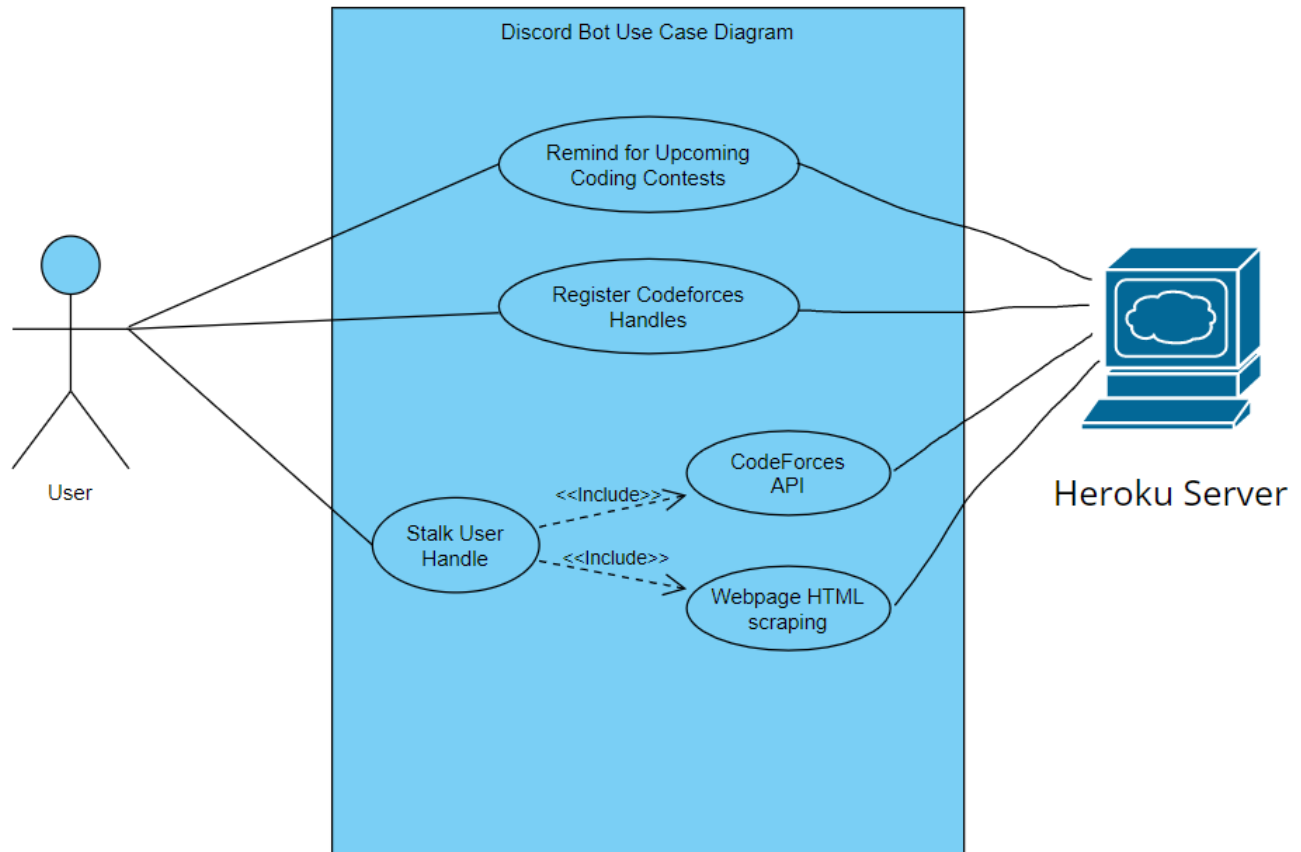 Discord Bot Use Case Diagram
Remind for Upcoming
Coding Contests
Register Codeforces
Handles
User
Stalk User
Handle
<<Include>>
<<Include>>
CodeForces
API
Webpage HTML
scraping
Heroku Server